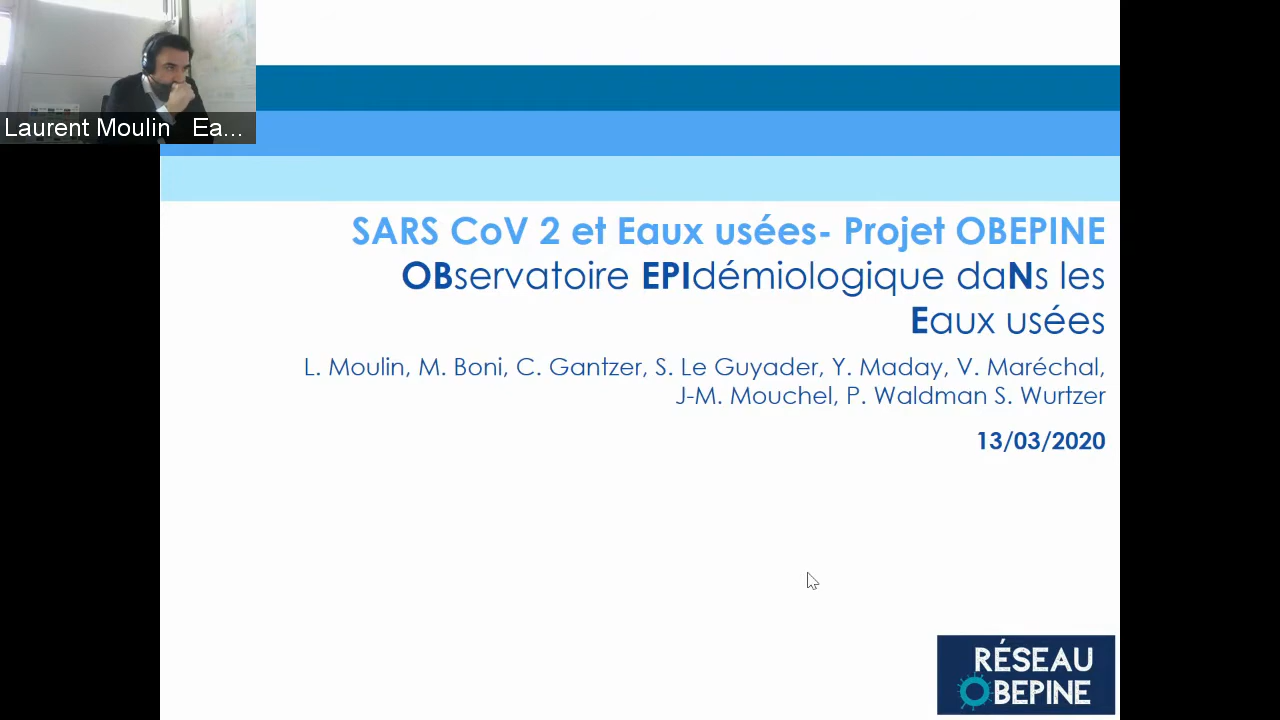 Laurent Moulin Ea...
SARS CoV 2 et Eaux usées- Projet OBEPINE
OBservatoire EPIdémiologique daNs les
Eaux usées
L. Moulin, M. Boni, C. Gantzer, S. Le Guyader, Y. Maday, V. Maréchal,
J-M. Mouchel, P. Waldman S. Wurtzer
13/03/2020
RÉSEAU
OBEPINE